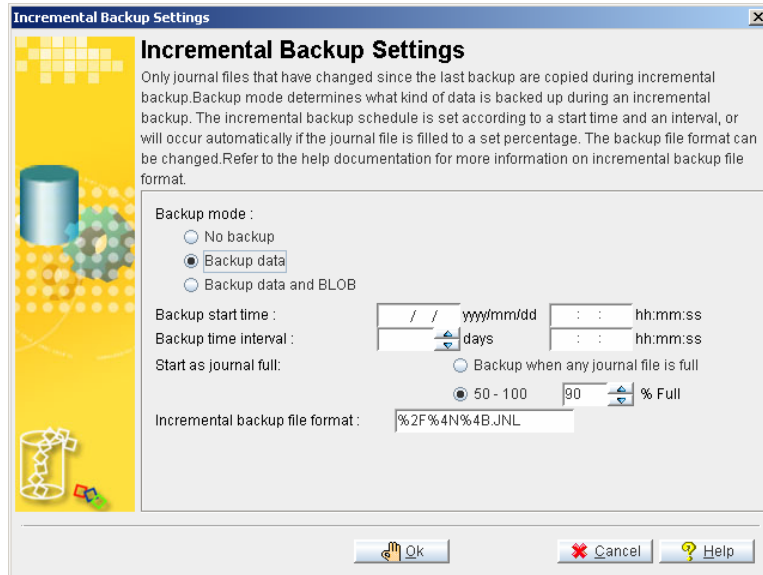 Incremental Backup Settings
Incremental Backup Settings
Only journal files that have changed since the last backup are copied during incremental
backup.Backup mode determines what kind of data is backed up during an incremental
backup. The incremental backup schedule is set according to a start time and an interval, or
will occur automatically if the journal file is filled to a set percentage. The backup file format can
be changed.Refer to the help documentation for more information on incremental backup file
format.
Backup mode :
No backup
Backup data
Backup data and BLOB
Backup start time : / / yyyy/mm/dd : : hh:mm:ss
Backup time interval : days : : hh:mm:ss
Start as journal full: Backup when any journal file is full
50 - 100 90 % Full
Incremental backup file format : %2F%4N%4B.JNL
Ok Cancel Help